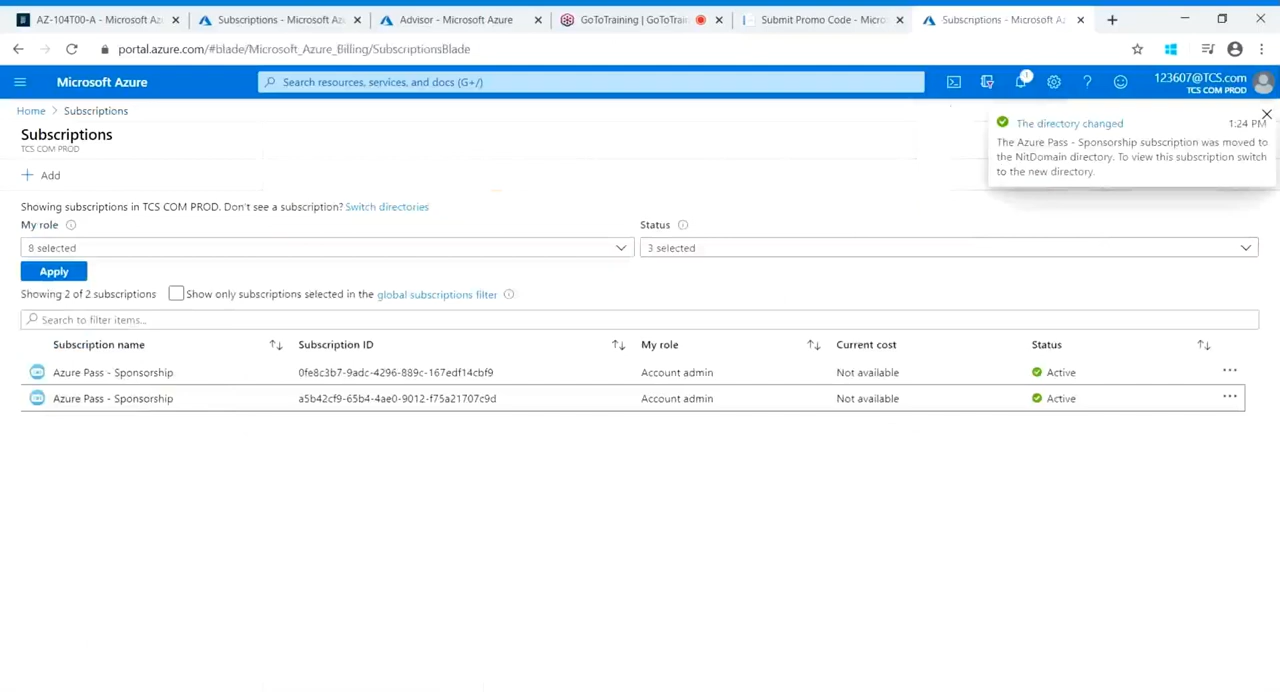 AZ-104T00-A | Microsoft Az
Subscriptions - Microsoft Az
Advisor - Microsoft Azure
GoToTraining | GoToTrain
Submit Promo Code - Micros
Subscriptions - Microsoft Az
portal.azure.com/#blade/Microsoft_Azure_Billing/SubscriptionsBlade
Microsoft Azure
Search resources, services, and docs (G+/)
1
123607@TCS.com
TCS COM PROD
Home > Subscriptions
Subscriptions
TCS COM PROD
The directory changed
1:24 PM
The Azure Pass - Sponsorship subscription was moved to
the NitDomain directory. To view this subscription switch
to the new directory.
Add
Showing subscriptions in TCS COM PROD. Don't see a subscription? Switch directories
My role
Status
8 selected
3 selected
Apply
Showing 2 of 2 subscriptions
Show only subscriptions selected in the global subscriptions filter
Search to filter items...
Subscription name
Subscription ID
My role
Current cost
Status
Azure Pass - Sponsorship
0fe8c3b7-9adc-4296-889c-167edf14cbf9
Account admin
Not available
Active
Azure Pass - Sponsorship
a5b42cf9-65b4-4ae0-9012-f75a21707c9d
Account admin
Not available
Active